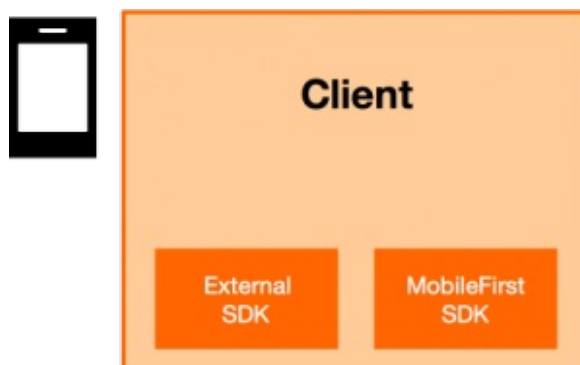 Client
External
SDK
MobileFirst
SDK